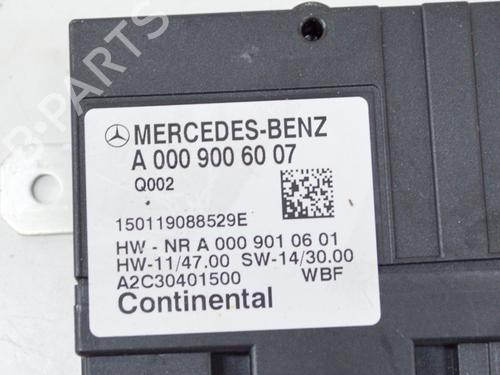 B-PARTS
MERCEDES-BENZ
A 000 900 60 07
Q002
150119088529E
HW - NR A 000 901 06 01
HW-11/47.00 SW-14/30.00
A2C30401500 WBF
Continental